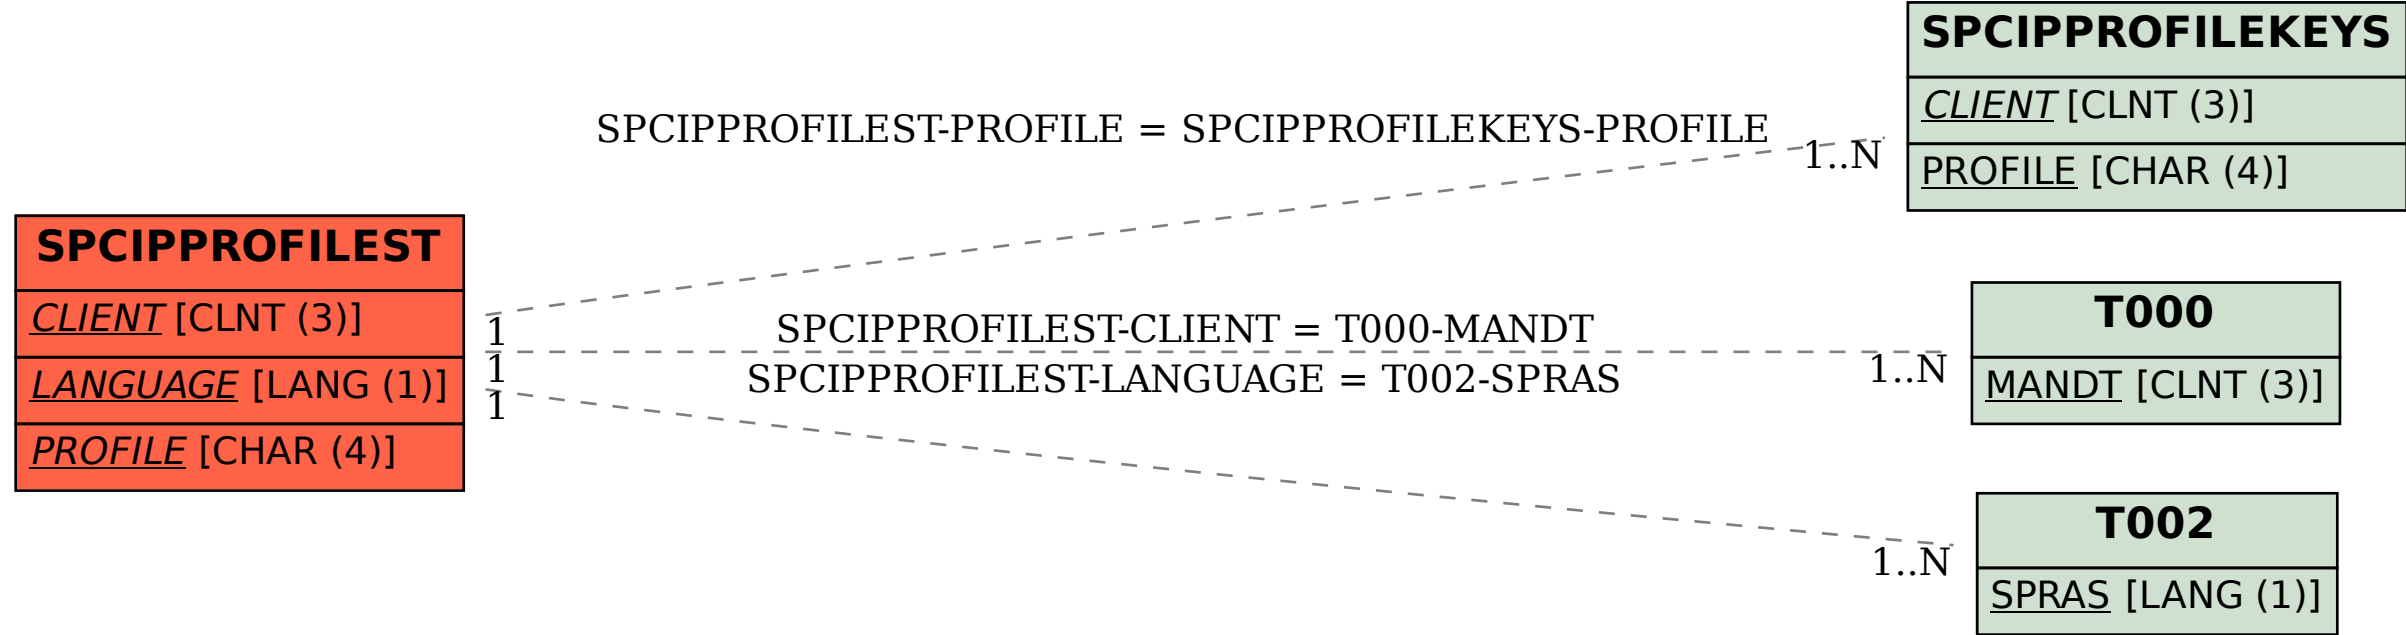 SPCIPPROFILEKEYS
CLIENT [CLNT (3)]
PROFILE [CHAR (4)]
SPCIPPROFILEST-PROFILE = SPCIPPROFILEKEYS-PROFILE
1..N
SPCIPPROFILEST
CLIENT [CLNT (3)]
LANGUAGE [LANG (1)]
PROFILE [CHAR (4)]
1
SPCIPPROFILEST-CLIENT = T000-MANDT
1
1..N
SPCIPPROFILEST-LANGUAGE = T002-SPRAS
1
1..N
T000
MANDT [CLNT (3)]
T002
SPRAS [LANG (1)]